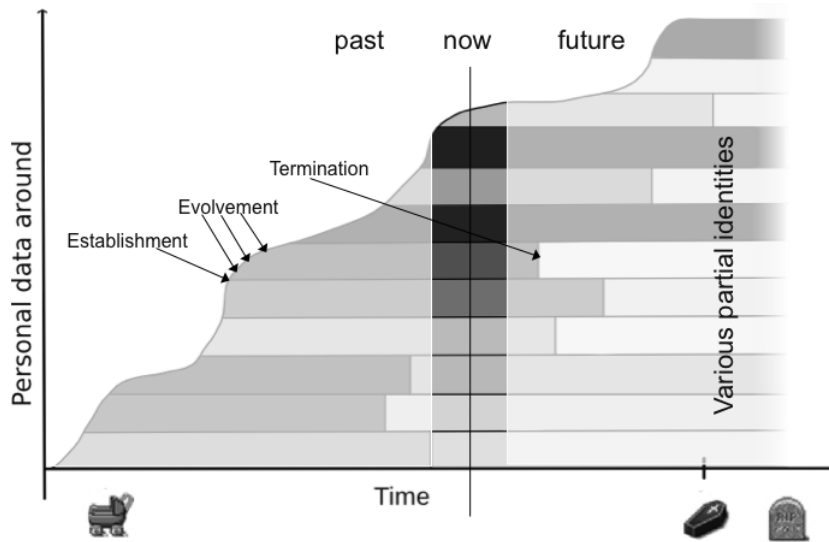 past now future
Termination
Evolvement
Establishment
Personal data around
Various partial identities
Time
RIP